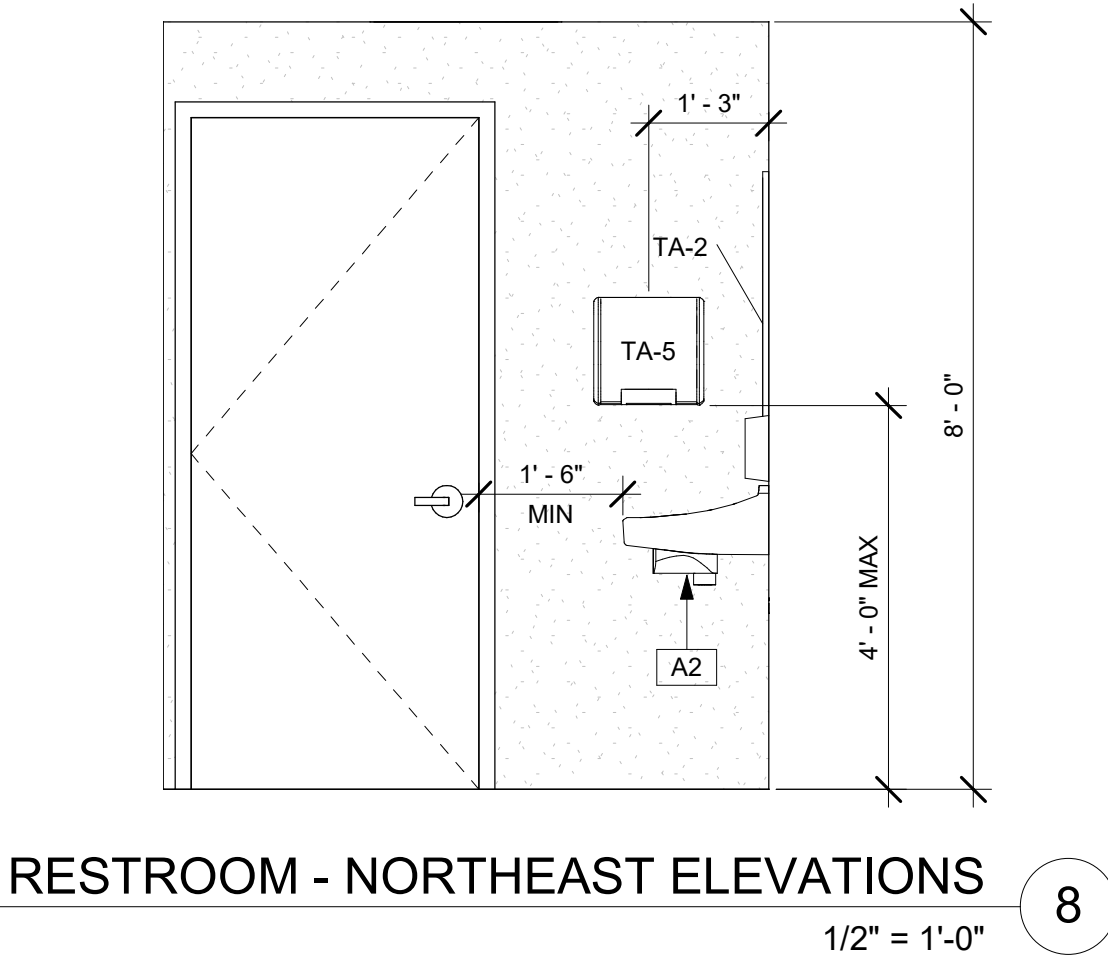 1' - 3"
TA-2
TA-5
8' - 0"
1' - 6"
MIN
4' - 0" MAX
A2
RESTROOM - NORTHEAST ELEVATIONS
8
1/2" = 1'-0"